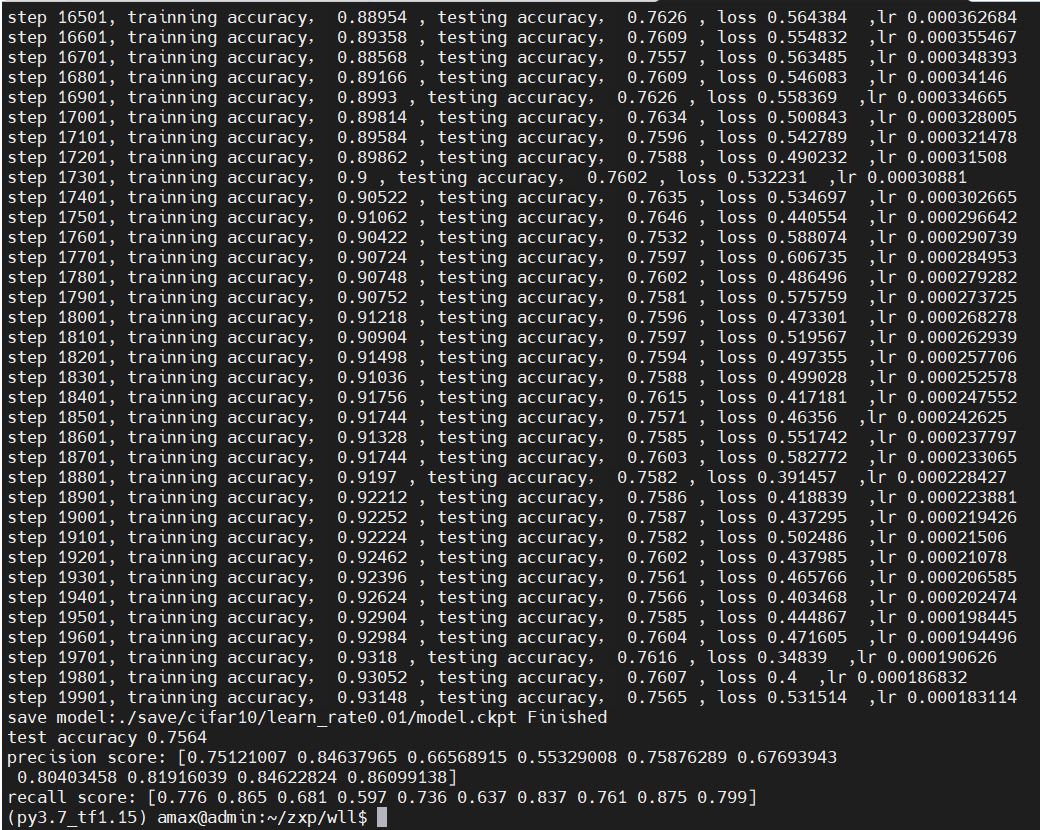 step 16501, trainning accuracy， 0.88954 , testing accuracy， 0.7626 , loss 0.564384 ,lr 0.000362684
step 16601, trainning accuracy， 0.89358 , testing accuracy， 0.7609 , loss 0.554832 ,lr 0.000355467
step 16701, trainning accuracy， 0.88568 , testing accuracy， 0.7557 , loss 0.563485 ,lr 0.000348393
step 16801, trainning accuracy， 0.89166 , testing accuracy， 0.7609 , loss 0.546083 ,lr 0.00034146
step 16901, trainning accuracy， 0.8993 , testing accuracy， 0.7626 , loss 0.558369 ,lr 0.000334665
step 17001, trainning accuracy， 0.89814 , testing accuracy， 0.7634 , loss 0.500843 ,lr 0.000328005
step 17101, trainning accuracy， 0.89584 , testing accuracy， 0.7596 , loss 0.542789 ,lr 0.000321478
step 17201, trainning accuracy， 0.89862 , testing accuracy， 0.7588 , loss 0.490232 ,lr 0.00031508
step 17301, trainning accuracy， 0.9 , testing accuracy， 0.7602 , loss 0.532231 ,lr 0.00030881
step 17401, trainning accuracy， 0.90522 , testing accuracy， 0.7635 , loss 0.534697 ,lr 0.000302665
step 17501, trainning accuracy， 0.91062 , testing accuracy， 0.7646 , loss 0.440554 ,lr 0.000296642
step 17601, trainning accuracy， 0.90422 , testing accuracy， 0.7532 , loss 0.588074 ,lr 0.000290739
step 17701, trainning accuracy， 0.90724 , testing accuracy， 0.7597 , loss 0.606735 ,lr 0.000284953
step 17801, trainning accuracy， 0.90748 , testing accuracy， 0.7602 , loss 0.486496 ,lr 0.000279282
step 17901, trainning accuracy， 0.90752 , testing accuracy， 0.7581 , loss 0.575759 ,lr 0.000273725
step 18001, trainning accuracy， 0.91218 , testing accuracy， 0.7596 , loss 0.473301 ,lr 0.000268278
step 18101, trainning accuracy， 0.90904 , testing accuracy， 0.7597 , loss 0.519567 ,lr 0.000262939
step 18201, trainning accuracy， 0.91498 , testing accuracy， 0.7594 , loss 0.497355 ,lr 0.000257706
step 18301, trainning accuracy， 0.91036 , testing accuracy， 0.7588 , loss 0.499028 ,lr 0.000252578
step 18401, trainning accuracy， 0.91756 , testing accuracy， 0.7615 , loss 0.417181 ,lr 0.000247552
step 18501, trainning accuracy， 0.91744 , testing accuracy， 0.7571 , loss 0.46356 ,lr 0.000242625
step 18601, trainning accuracy， 0.91328 , testing accuracy， 0.7585 , loss 0.551742 ,lr 0.000237797
step 18701, trainning accuracy， 0.91744 , testing accuracy， 0.7603 , loss 0.582772 ,lr 0.000233065
step 18801, trainning accuracy， 0.9197 , testing accuracy， 0.7582 , loss 0.391457 ,lr 0.000228427
step 18901, trainning accuracy， 0.92212 , testing accuracy， 0.7586 , loss 0.418839 ,lr 0.000223881
step 19001, trainning accuracy， 0.92252 , testing accuracy， 0.7587 , loss 0.437295 ,lr 0.000219426
step 19101, trainning accuracy， 0.92224 , testing accuracy， 0.7582 , loss 0.502486 ,lr 0.00021506
step 19201, trainning accuracy， 0.92462 , testing accuracy， 0.7602 , loss 0.437985 ,lr 0.00021078
step 19301, trainning accuracy， 0.92396 , testing accuracy， 0.7561 , loss 0.465766 ,lr 0.000206585
step 19401, trainning accuracy， 0.92624 , testing accuracy， 0.7566 , loss 0.403468 ,lr 0.000202474
step 19501, trainning accuracy， 0.92904 , testing accuracy， 0.7585 , loss 0.444867 ,lr 0.000198445
step 19601, trainning accuracy， 0.92984 , testing accuracy， 0.7604 , loss 0.471605 ,lr 0.000194496
step 19701, trainning accuracy， 0.9318 , testing accuracy， 0.7616 , loss 0.34839 ,lr 0.000190626
step 19801, trainning accuracy， 0.93052 , testing accuracy， 0.7607 , loss 0.4 ,lr 0.000186832
step 19901, trainning accuracy， 0.93148 , testing accuracy， 0.7565 , loss 0.531514 ,lr 0.000183114
save model:./save/cifar10/learn_rate0.01/model.ckpt Finished
test accuracy 0.7564
precision score: [0.75121007 0.84637965 0.66568915 0.55329008 0.75876289 0.67693943
0.80403458 0.81916039 0.84622824 0.86099138]
recall score: [0.776 0.865 0.681 0.597 0.736 0.637 0.837 0.761 0.875 0.799]
(py3.7_tf1.15) amax@admin:~/zxp/wll$